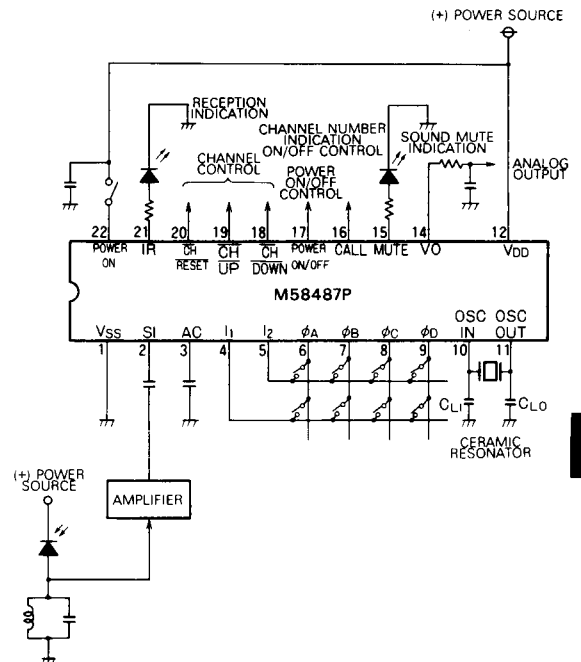 (+) POWER SOURCE
RECEPTION
INDICATION
CHANNEL NUMBER
INDICATION
ON/OFF CONTROL
SOUND MUTE
INDICATION
CHANNEL
CONTROL
POWER
ON/OFF
CONTROL
ANALOG
OUTPUT
22 21 20 19 18 17 16 15 14 12
POWER ON
IR
CH RESET
CH UP
CH DOWN
POWER ON/OFF
CALL
MUTE
VO
VDD
M58487P
VSS SI AC I1 I2 φA φB φC φD
OSC IN
OSC OUT
1 2 3 4 5 6 7 8 9 10 11
CLI
CLO
CERAMIC
RESONATOR
(+) POWER
SOURCE
AMPLIFIER